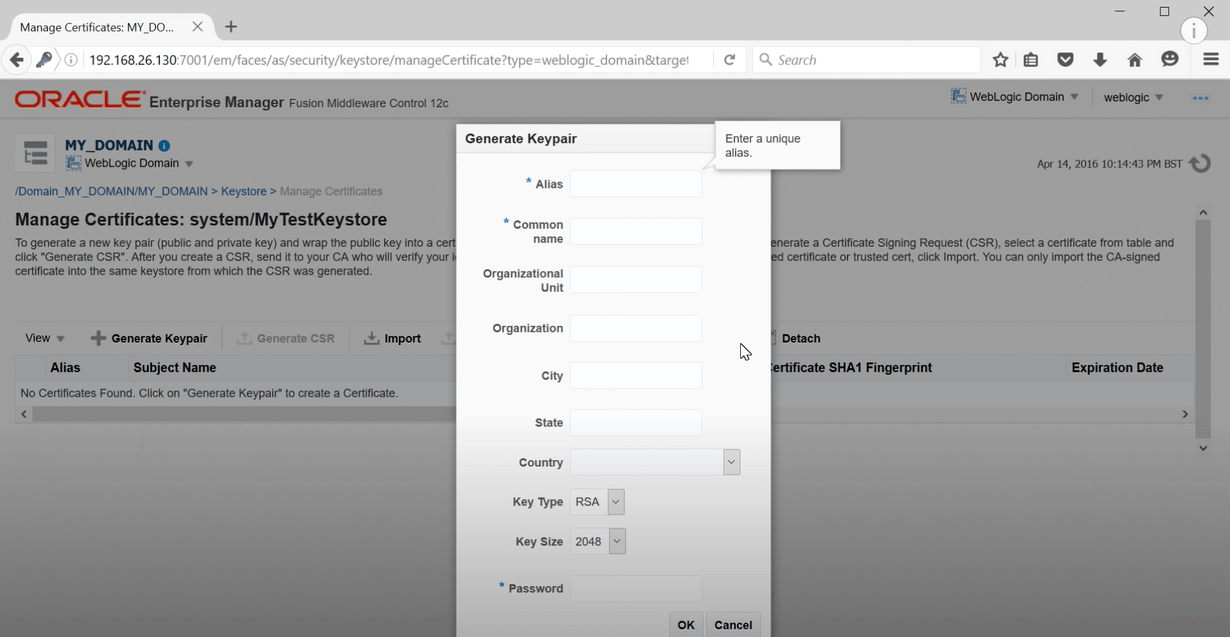 Manage Certificates: MY_DO...
192.168.26.130:7001/em/faces/as/security/keystore/manageCertificate?type=weblogic_domain&target
Search
ORACLE Enterprise Manager Fusion Middleware Control 12c
WebLogic Domain
weblogic
MY_DOMAIN
WebLogic Domain
Apr 14, 2016 10:14:43 PM BST
/Domain_MY_DOMAIN/MY_DOMAIN > Keystore > Manage Certificates
Manage Certificates: system/MyTestKeystore
To generate a new key pair (public and private key) and wrap the public key into a cert
click "Generate CSR". After you create a CSR, send it to your CA who will verify your
certificate into the same keystore from which the CSR was generated.
enerate a Certificate Signing Request (CSR), select a certificate from table and
ed certificate or trusted cert, click Import. You can only import the CA-signed
View
Generate Keypair
Generate CSR
Import
Detach
Alias
Subject Name
ertificate SHA1 Fingerprint
Expiration Date
No Certificates Found. Click on "Generate Keypair" to create a Certificate.
Generate Keypair
Enter a unique
alias.
* Alias
* Common
name
Organizational
Unit
Organization
City
State
Country
Key Type RSA
Key Size 2048
* Password
OK
Cancel